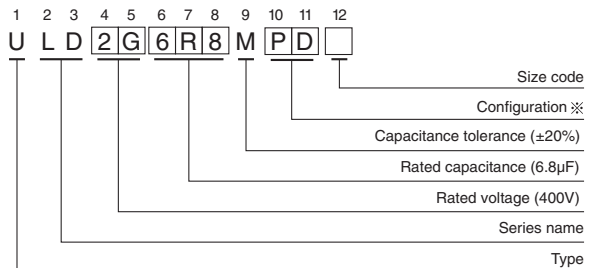 1 2 3 4 5 6 7 8 9 10 11 12
U L D 2 G 6 R 8 M P D
Size code
Configuration ※
Capacitance tolerance (±20%)
Rated capacitance (6.8µF)
Rated voltage (400V)
Series name
Type